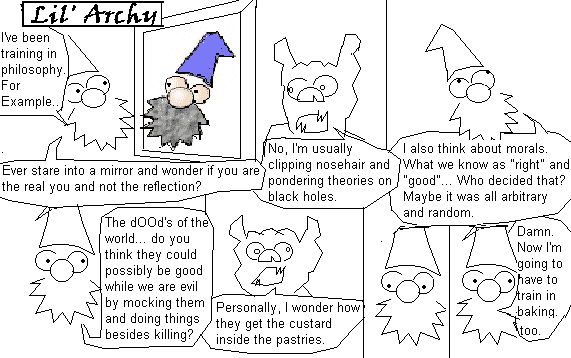 Lil' Archy
I've been
training in
philosophy.
For
Example..
Ever stare into a mirror and wonder if you are
the real you and not the reflection?
No, I'm usually
clipping nosehair and
pondering theories on
black holes.
I also think about morals.
What we know as "right" and
"good"... Who decided that?
Maybe it was all arbitrary
and random.
The dOOd's of the
world... do you
think they could
possibly be good
while we are evil
by mocking them
and doing things
besides killing?
Personally, I wonder how
they get the custard
inside the pastries.
Damn.
Now I'm
going to
have to
train in
baking.
too.